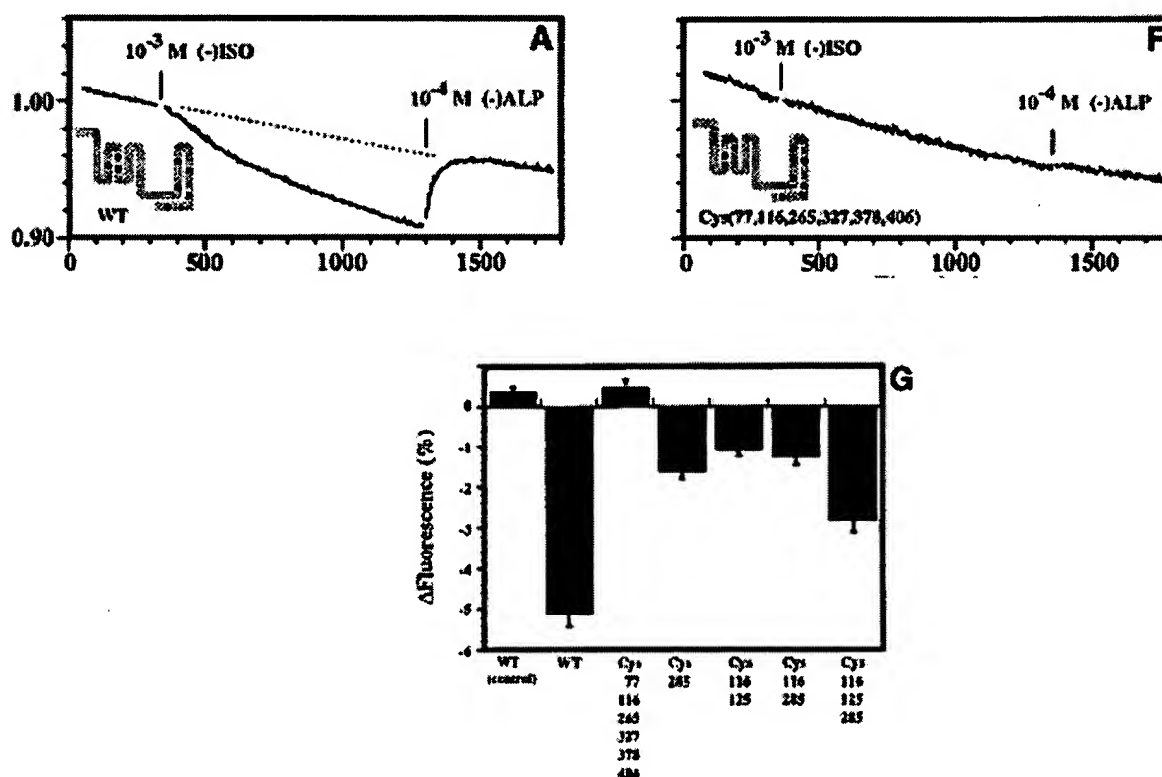 A
10⁻³ M (-)ISO
10⁻⁴ M (-)ALP
1.00
WT
0.90
0 500 1000 1500
F
10⁻³ M (-)ISO
10⁻⁴ M (-)ALP
Cys(77,116,265,327,378,406)
0 500 1000 1500
G
ΔFluorescence (%)
0
-1
-2
-3
-4
-5
-6
WT (control)
WT
Cys 77 116 265 327 378 406
Cys 285
Cys 116 125
Cys 116 285
Cys 116 125 285